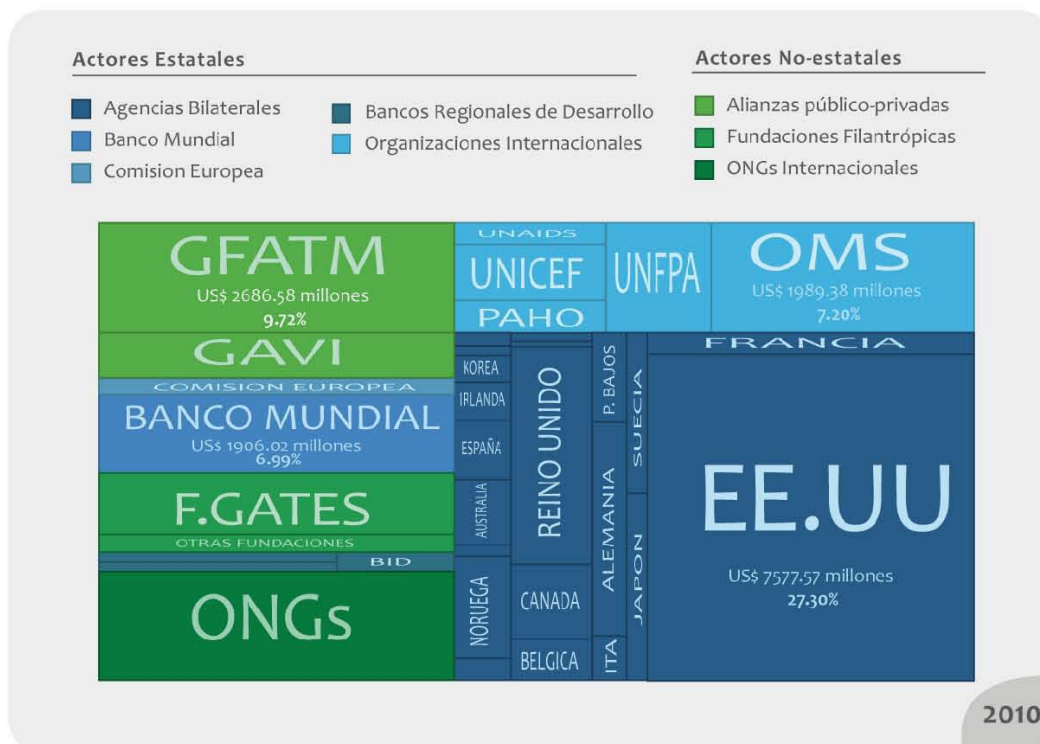 Actores Estatales
Agencias Bilaterales
Banco Mundial
Comision Europea
Bancos Regionales de Desarrollo
Organizaciones Internacionales
Actores No-estatales
Alianzas público-privadas
Fundaciones Filantrópicas
ONGs Internacionales
GFATM
US$ 2686.58 millones
9.72%
GAVI
COMISION EUROPEA
BANCO MUNDIAL
US$ 1906.02 millones
6.99%
F.GATES
OTRAS FUNDACIONES
BID
ONGs
UNAIDS
UNICEF
PAHO
UNFPA
OMS
US$ 1989.38 millones
7.20%
KOREA
IRLANDA
ESPAÑA
AUSTRALIA
NORUEGA
REINO UNIDO
CANADA
BELGICA
P. BAJOS
ALEMANIA
ITA
SUECIA
JAPON
FRANCIA
EE.UU
US$ 7577.57 millones
27.30%
2010